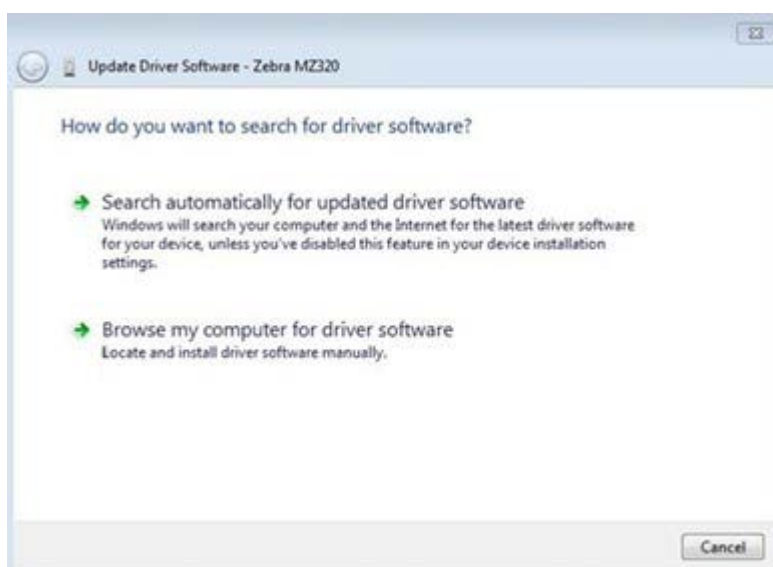 Update Driver Software - Zebra MZ320
How do you want to search for driver software?
Search automatically for updated driver software
Windows will search your computer and the Internet for the latest driver software
for your device, unless you've disabled this feature in your device installation
settings.
Browse my computer for driver software
Locate and install driver software manually.
Cancel